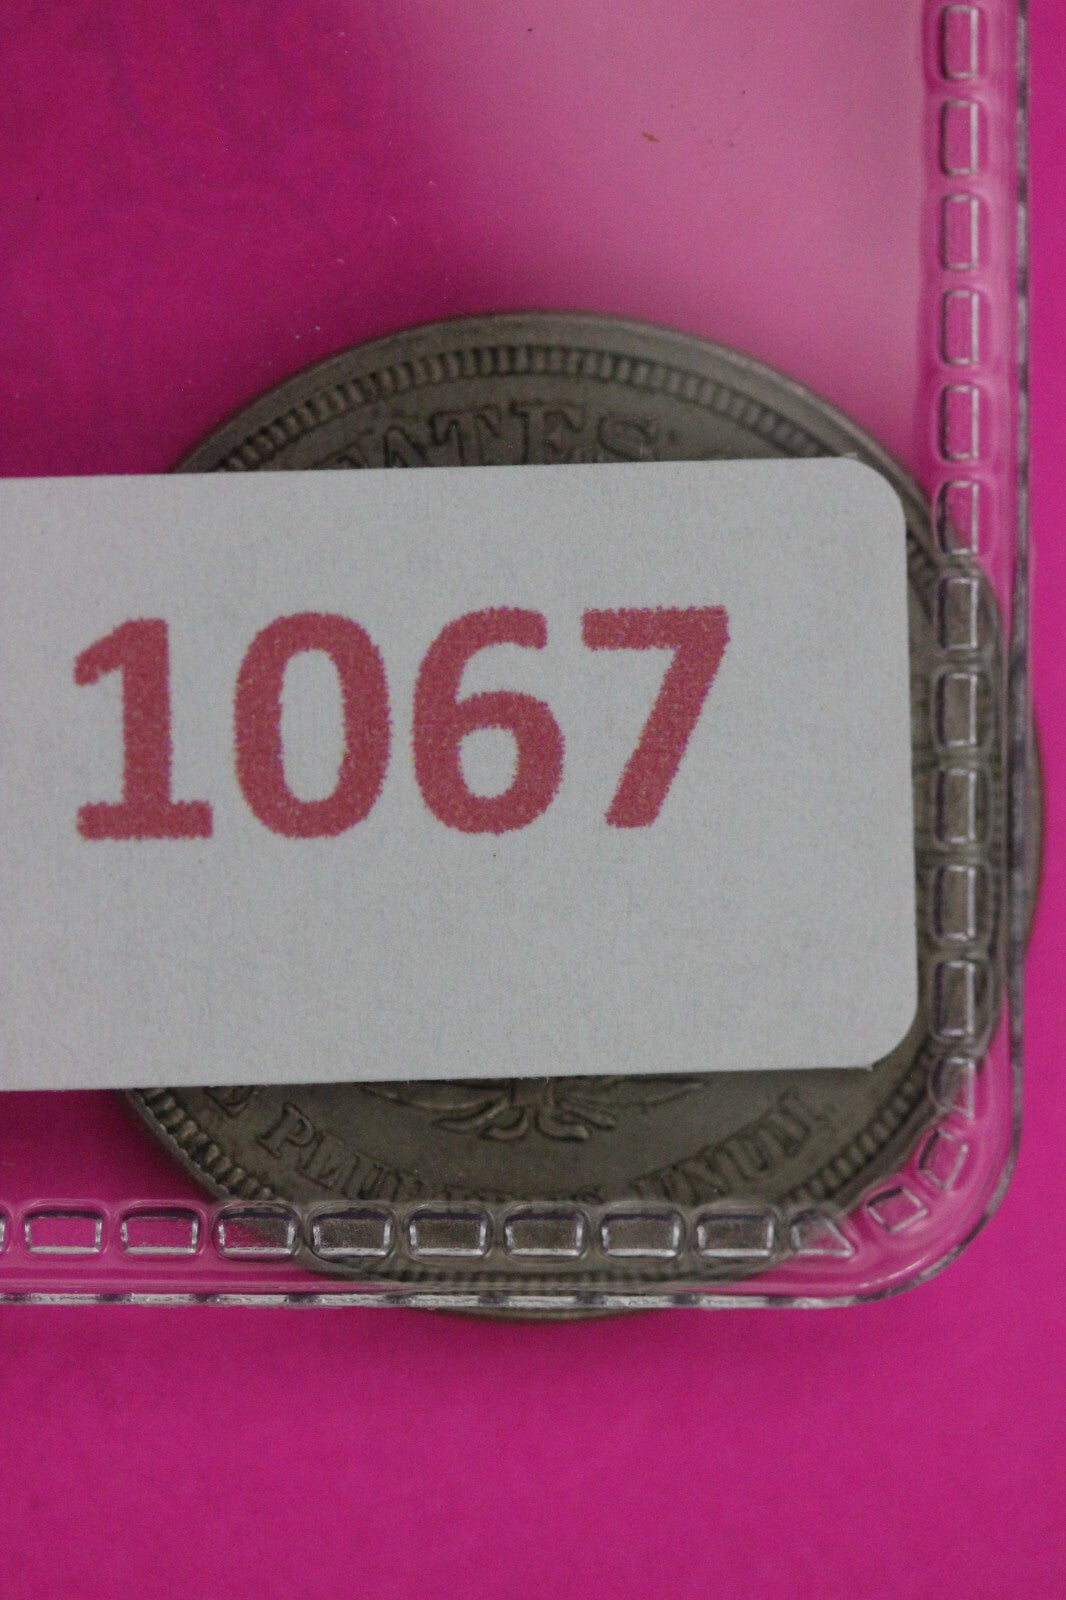 TATES
1067
E PLURIBUS UNUM.